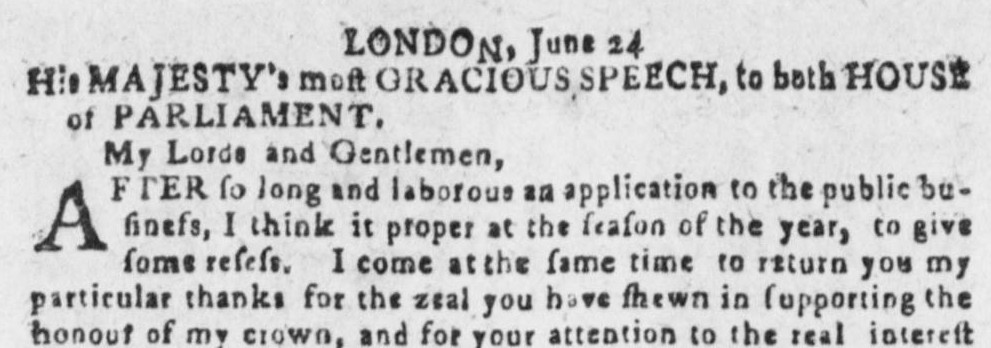 LONDON, June 24
His MAJESTY's moſt GRACIOUS SPEECH, to both HOUSE
of PARLIAMENT.
My Lords and Gentlemen,
AFTER ſo long and laborous an application to the public bu-
ſineſs, I think it proper at the ſeaſon of the year, to give
ſome reſeſs. I come at the ſame time to return you my
particular thanks for the zeal you have ſhewn in ſupporting the
honour of my crown, and for your attention to the real intereſt